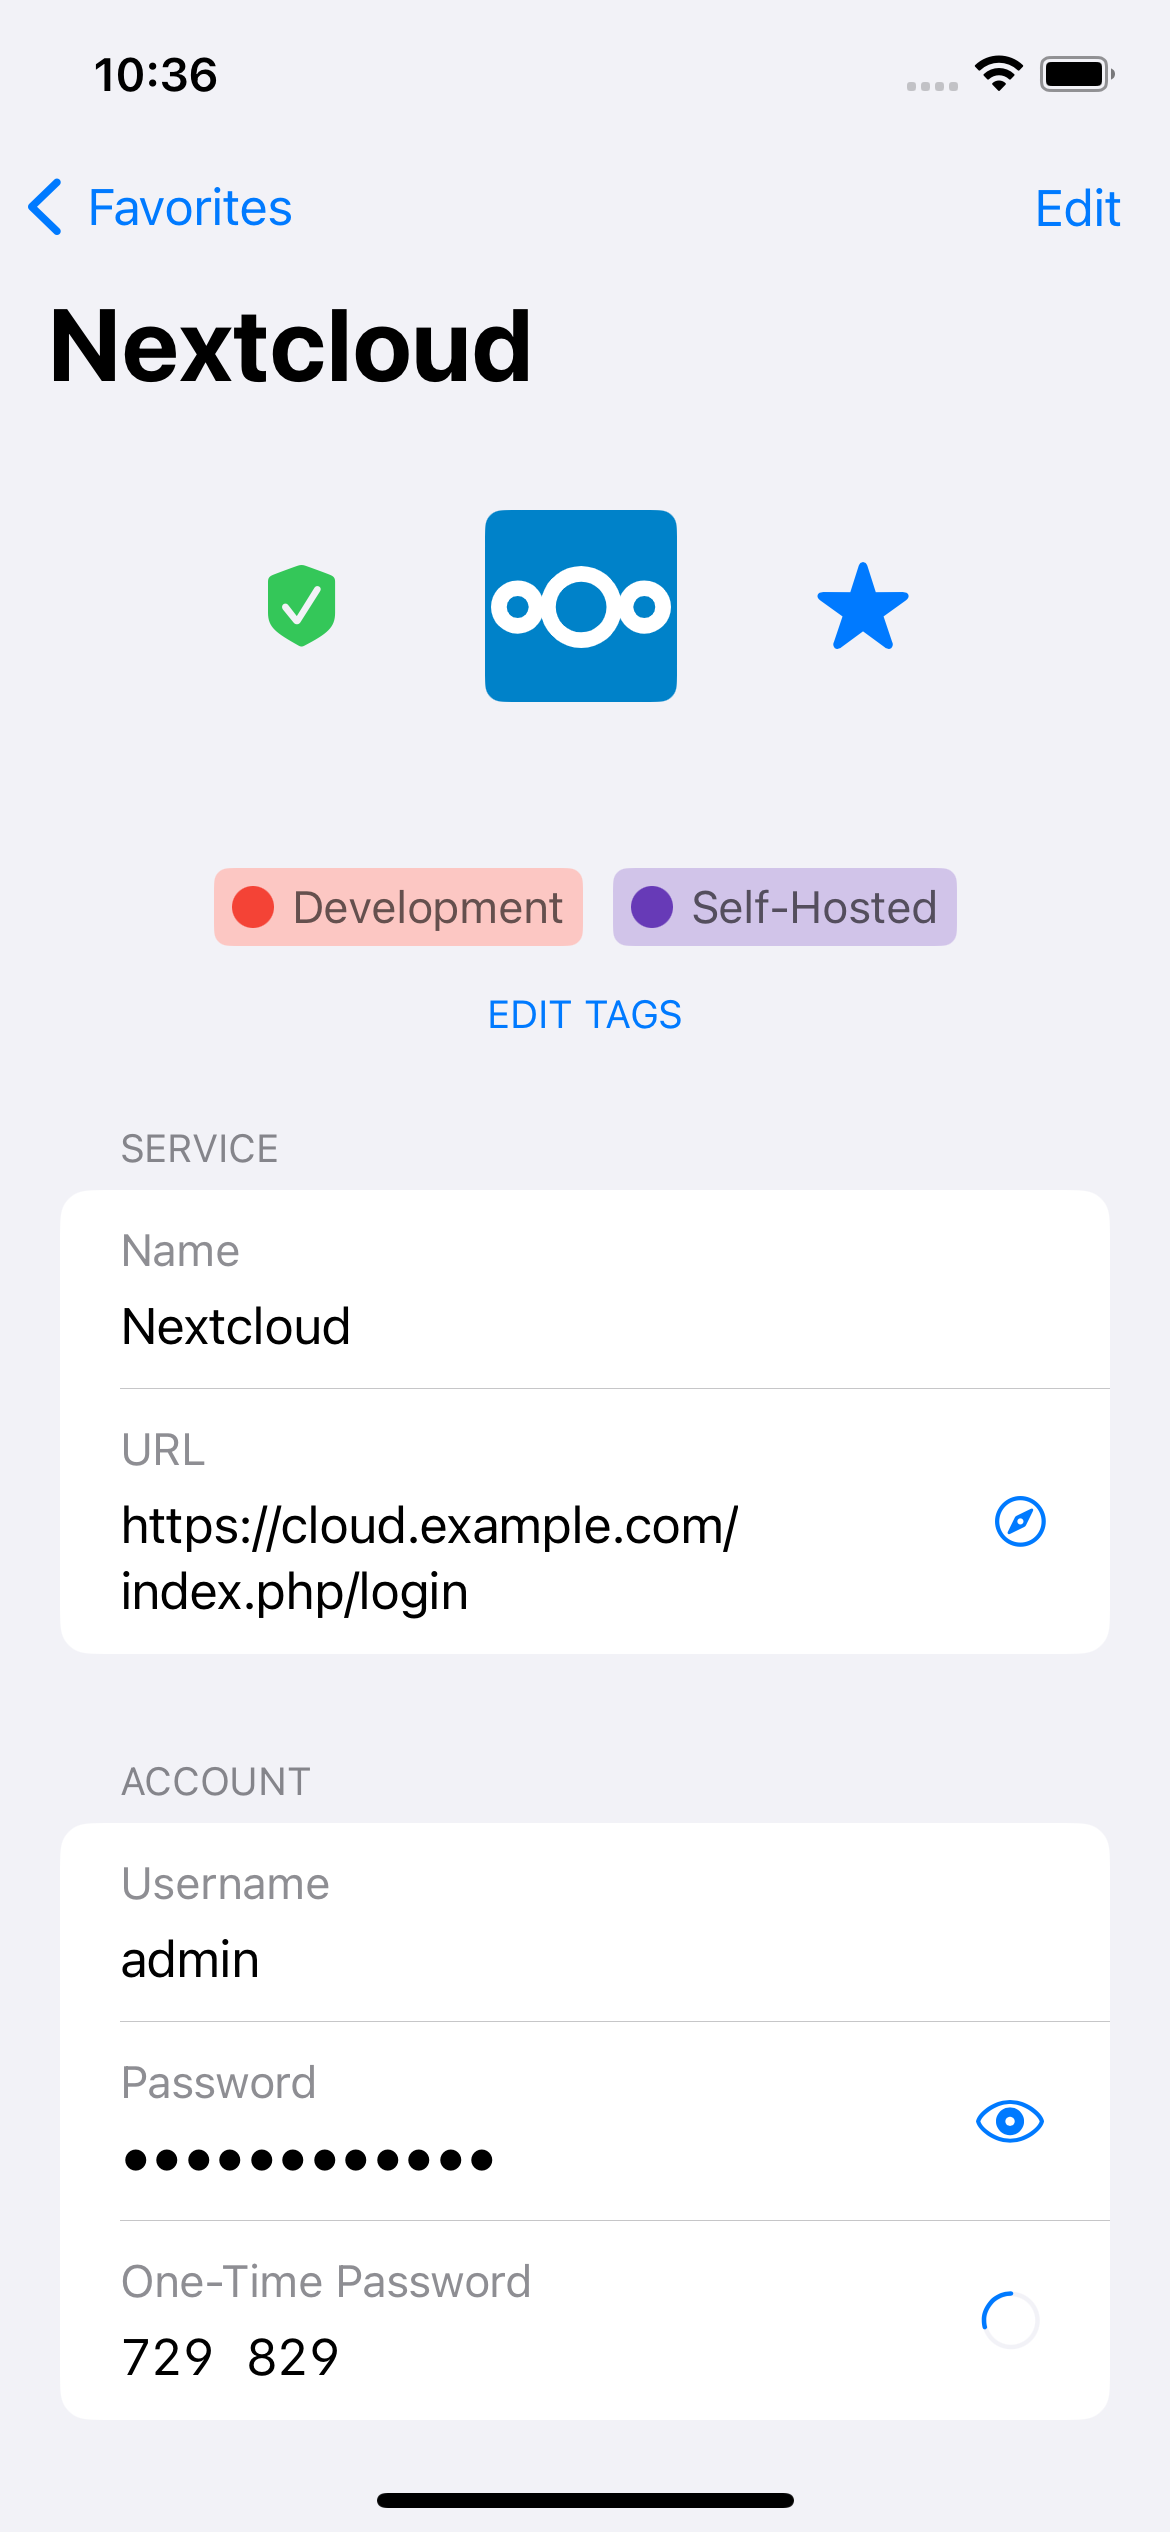 10:36
Favorites
Edit
Nextcloud
Development
Self-Hosted
EDIT TAGS
SERVICE
Name
Nextcloud
URL
https://cloud.example.com/
index.php/login
ACCOUNT
Username
admin
Password
••••••••••••
One-Time Password
729 829